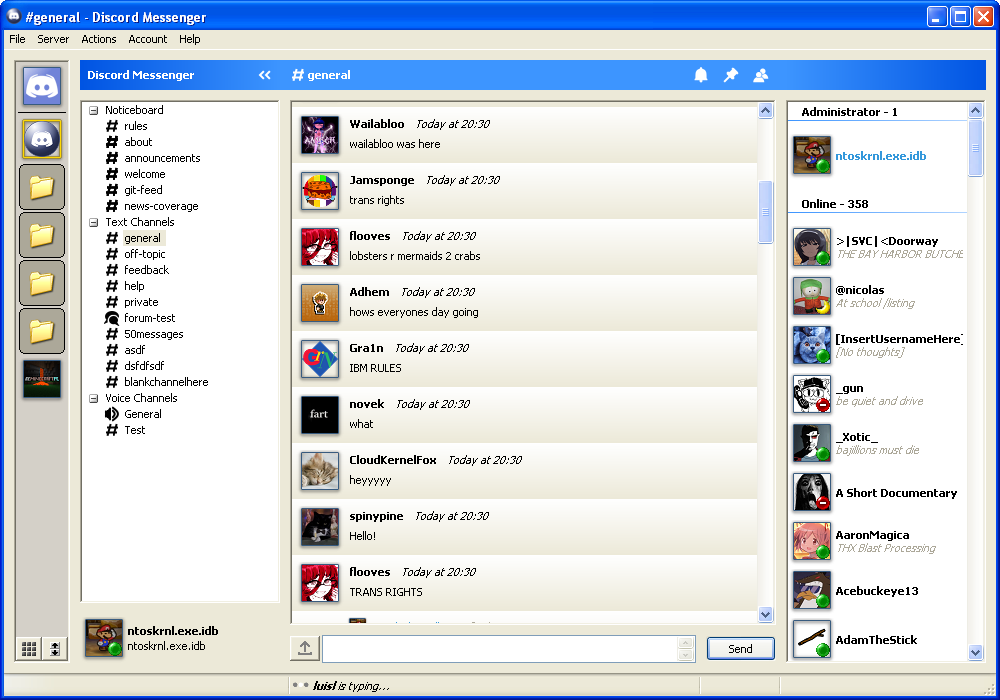 #general - Discord Messenger
File Server Actions Account Help
Discord Messenger
# general
Noticeboard
# rules
# about
# announcements
# welcome
# git-feed
# news-coverage
Text Channels
# general
# off-topic
# feedback
# help
# private
forum-test
# 50messages
# asdf
# dsfdfsdf
# blankchannelhere
Voice Channels
General
# Test
ntoskrnl.exe.idb
ntoskrnl.exe.idb
AMBER
Wailabloo Today at 20:30
wailabloo was here
Jamsponge Today at 20:30
trans rights
flooves Today at 20:30
lobsters r mermaids 2 crabs
Adhem Today at 20:30
hows everyones day going
Gra1n Today at 20:30
IBM RULES
fart
novek Today at 20:30
what
CloudKernelFox Today at 20:30
heyyyyy
spinypine Today at 20:30
Hello!
flooves Today at 20:30
TRANS RIGHTS
Send
luisl is typing...
Administrator - 1
ntoskrnl.exe.idb
Online - 358
>|SVC|<Doorway
THE BAY HARBOR BUTCHE
@nicolas
At school /listing
[InsertUsernameHere]
[No thoughts]
_gun
be quiet and drive
_Xotic_
bajillions must die
A Short Documentary
AaronMagica
THX Blast Processing
Acebuckeye13
AdamTheStick